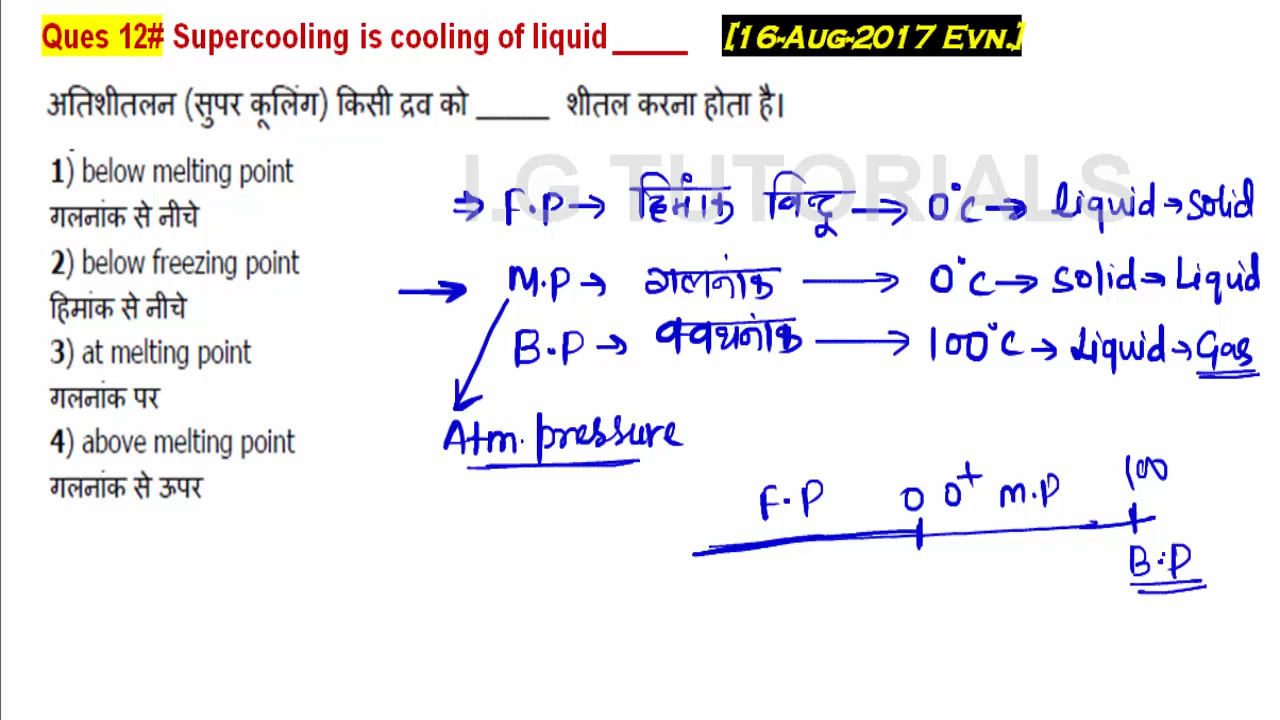 Ques 12# Supercooling is cooling of liquid _____ [16-Aug-2017 Evn.]
अतिशीतलन (सुपर कूलिंग) किसी द्रव को _____ शीतल करना होता है।
I.G TUTORIALS
1) below melting point
गलनांक से नीचे
2) below freezing point
हिमांक से नीचे
3) at melting point
गलनांक पर
4) above melting point
गलनांक से ऊपर
⇒ F.P → हिमांक बिन्दू → 0°C → liquid → solid
→ M.P → गलनांक → 0°C → solid → Liquid
B.P → क्वथनांक → 100°C → Liquid → Gas
Atm. pressure
F.P 0 0+ m.p 100
B.P